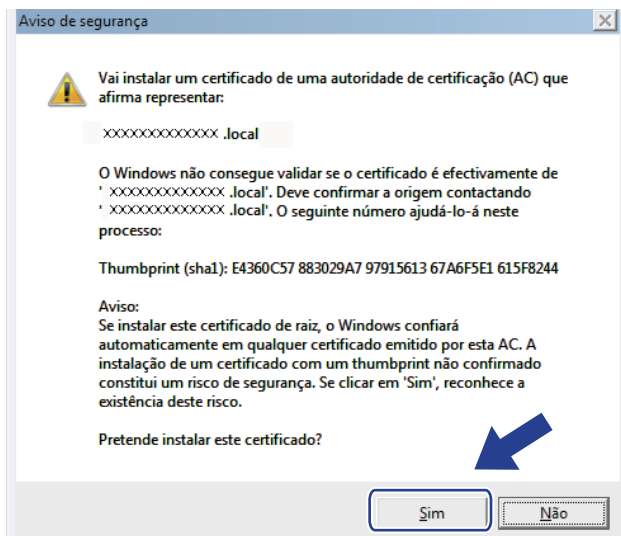 Aviso de segurança
Vai instalar um certificado de uma autoridade de certificação (AC) que
afirma representar:
XXXXXXXXXXXXX .local
O Windows não consegue validar se o certificado é efectivamente de
' XXXXXXXXXXXXX .local'. Deve confirmar a origem contactando
' XXXXXXXXXXXXX .local'. O seguinte número ajudá-lo-á neste
processo:
Thumbprint (sha1): E4360C57 883029A7 97915613 67A6F5E1 615F8244
Aviso:
Se instalar este certificado de raiz, o Windows confiará
automaticamente em qualquer certificado emitido por esta AC. A
instalação de um certificado com um thumbprint não confirmado
constitui um risco de segurança. Se clicar em 'Sim', reconhece a
existência deste risco.
Pretende instalar este certificado?
Sim Não